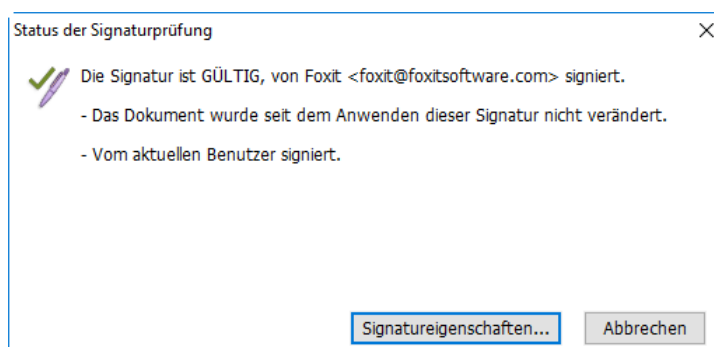 Status der Signaturprüfung
Die Signatur ist GÜLTIG, von Foxit <foxit@foxitsoftware.com> signiert.
- Das Dokument wurde seit dem Anwenden dieser Signatur nicht verändert.
- Vom aktuellen Benutzer signiert.
Signatureigenschaften... Abbrechen